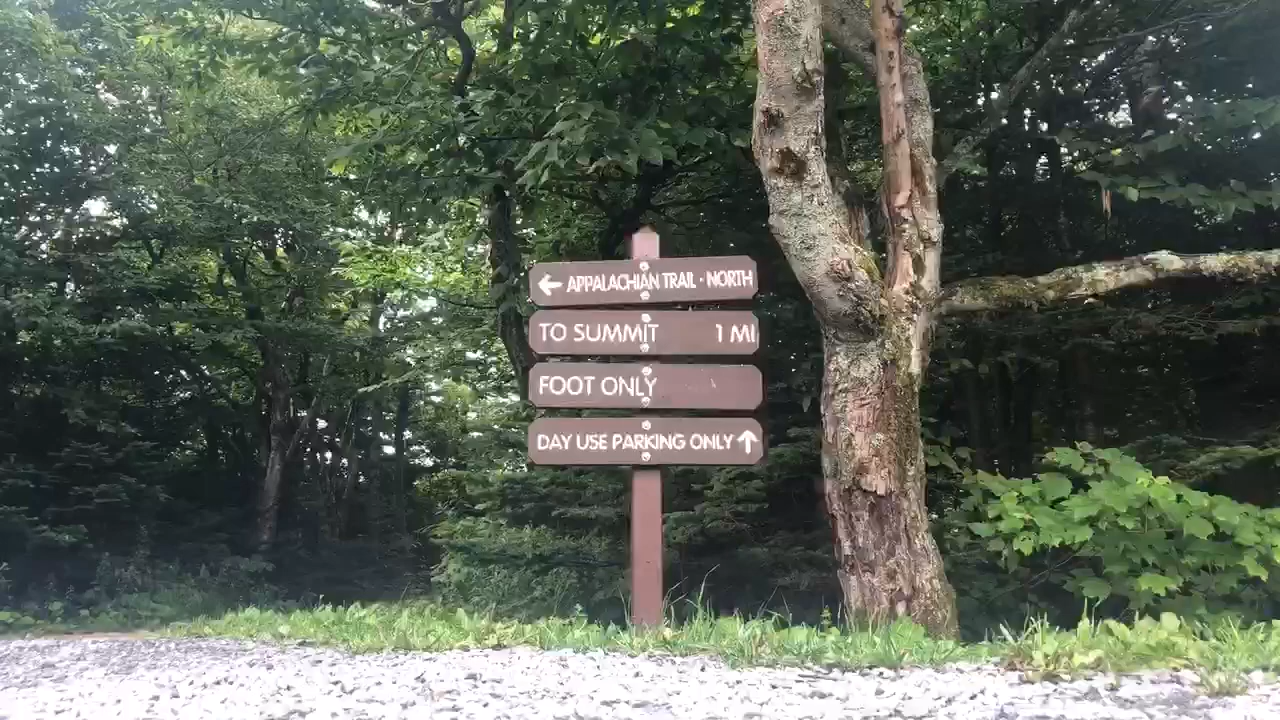 ← APPALACHIAN TRAIL · NORTH
TO SUMMIT 1 MI
FOOT ONLY
DAY USE PARKING ONLY ↑